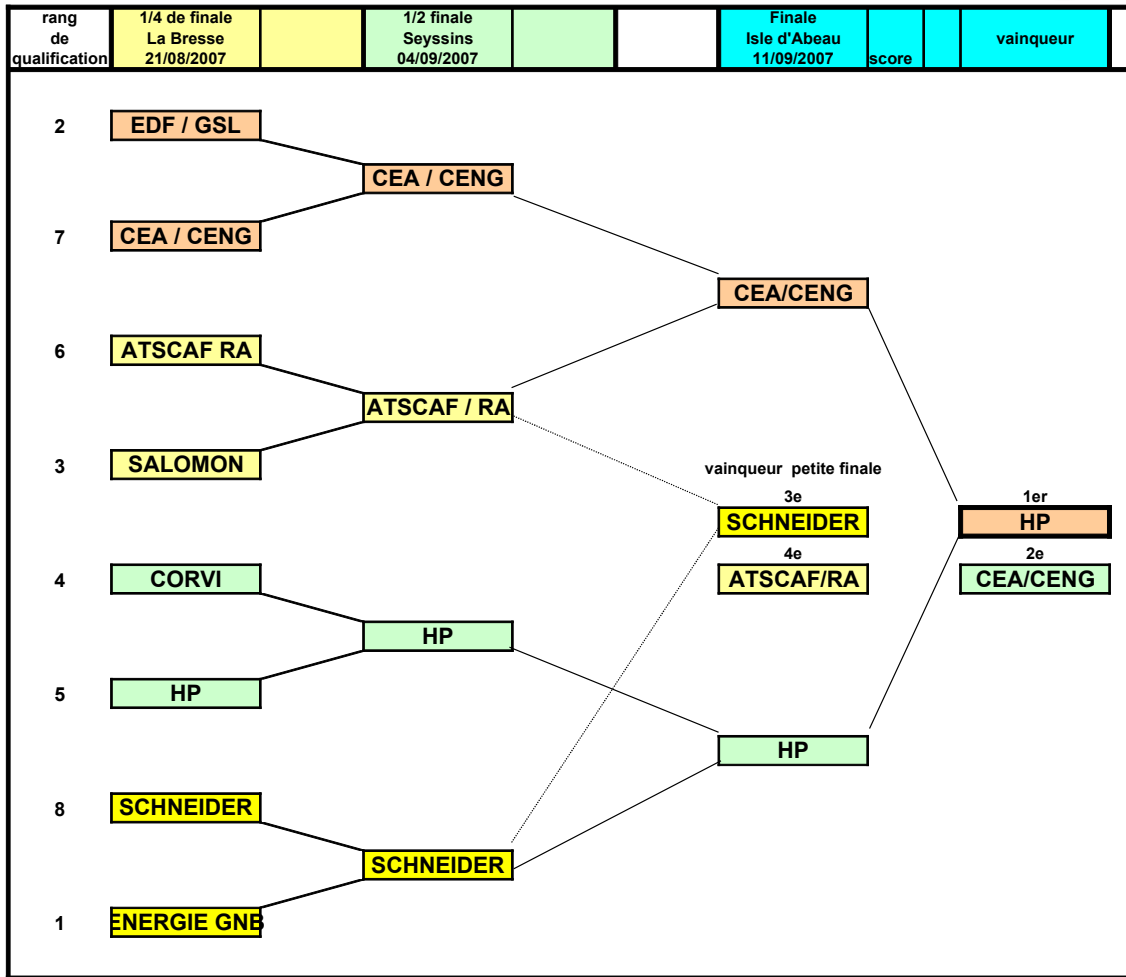 rang
de
qualification
1/4 de finale
La Bresse
21/08/2007
1/2 finale
Seyssins
04/09/2007
Finale
Isle d'Abeau
11/09/2007
score
vainqueur
2
EDF / GSL
CEA / CENG
7
CEA / CENG
CEA/CENG
6
ATSCAF RA
ATSCAF / RA
3
SALOMON
vainqueur petite finale
3e
SCHNEIDER
1er
HP
4e
ATSCAF/RA
2e
CEA/CENG
4
CORVI
HP
5
HP
HP
8
SCHNEIDER
SCHNEIDER
1
ENERGIE GNB